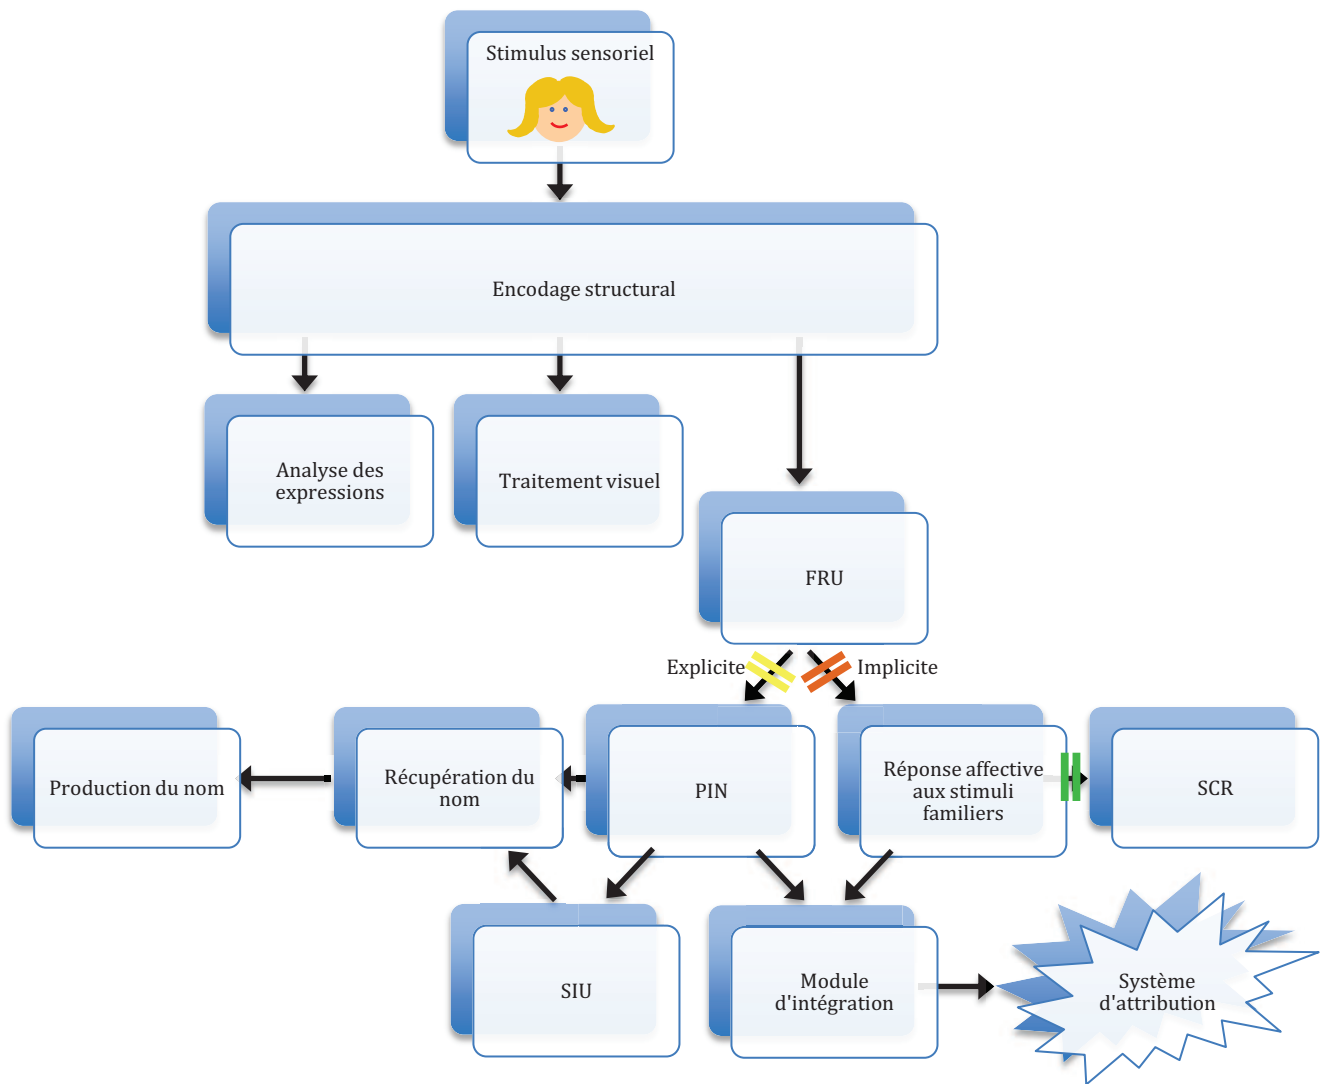 Stimulus sensoriel
Encodage structural
Analyse des
expressions
Traitement visuel
FRU
Explicite
Implicite
Production du nom
Récupération du
nom
PIN
Réponse affective
aux stimuli
familiers
SCR
SIU
Module
d'intégration
Système
d'attribution